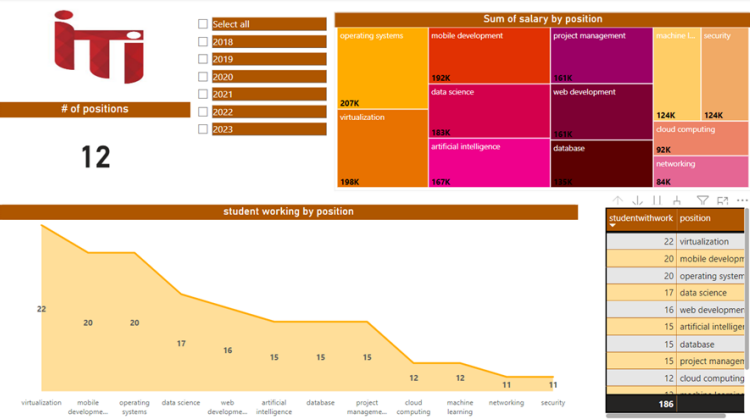 iTi
Select all
2018
2019
2020
2021
2022
2023
# of positions
12
Sum of salary by position
operating systems
207K
virtualization
198K
mobile development
192K
data science
183K
artificial intelligence
167K
project management
161K
web development
161K
database
machine l...
124K
security
124K
cloud computing
92K
networking
84K
student working by position
22
20
20
17
16
15
15
15
12
12
11
11
virtualization
mobile developme...
operating systems
data science
web developme...
artificial intelligence
database
project manageme...
cloud computing
machine learning
networking
security
studentwithwork position
22 virtualization
20 mobile developm
20 operating system
17 data science
16 web developmen
15 artificial intellige
15 database
15 project managem
12 cloud computing
12 machine learning
186